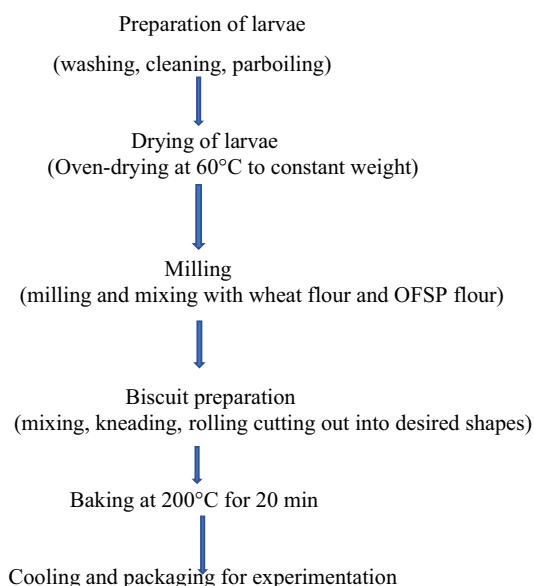 Preparation of larvae
(washing, cleaning, parboiling)
Drying of larvae
(Oven-drying at 60°C to constant weight)
Milling
(milling and mixing with wheat flour and OFSP flour)
Biscuit preparation
(mixing, kneading, rolling cutting out into desired shapes)
Baking at 200°C for 20 min
Cooling and packaging for experimentation